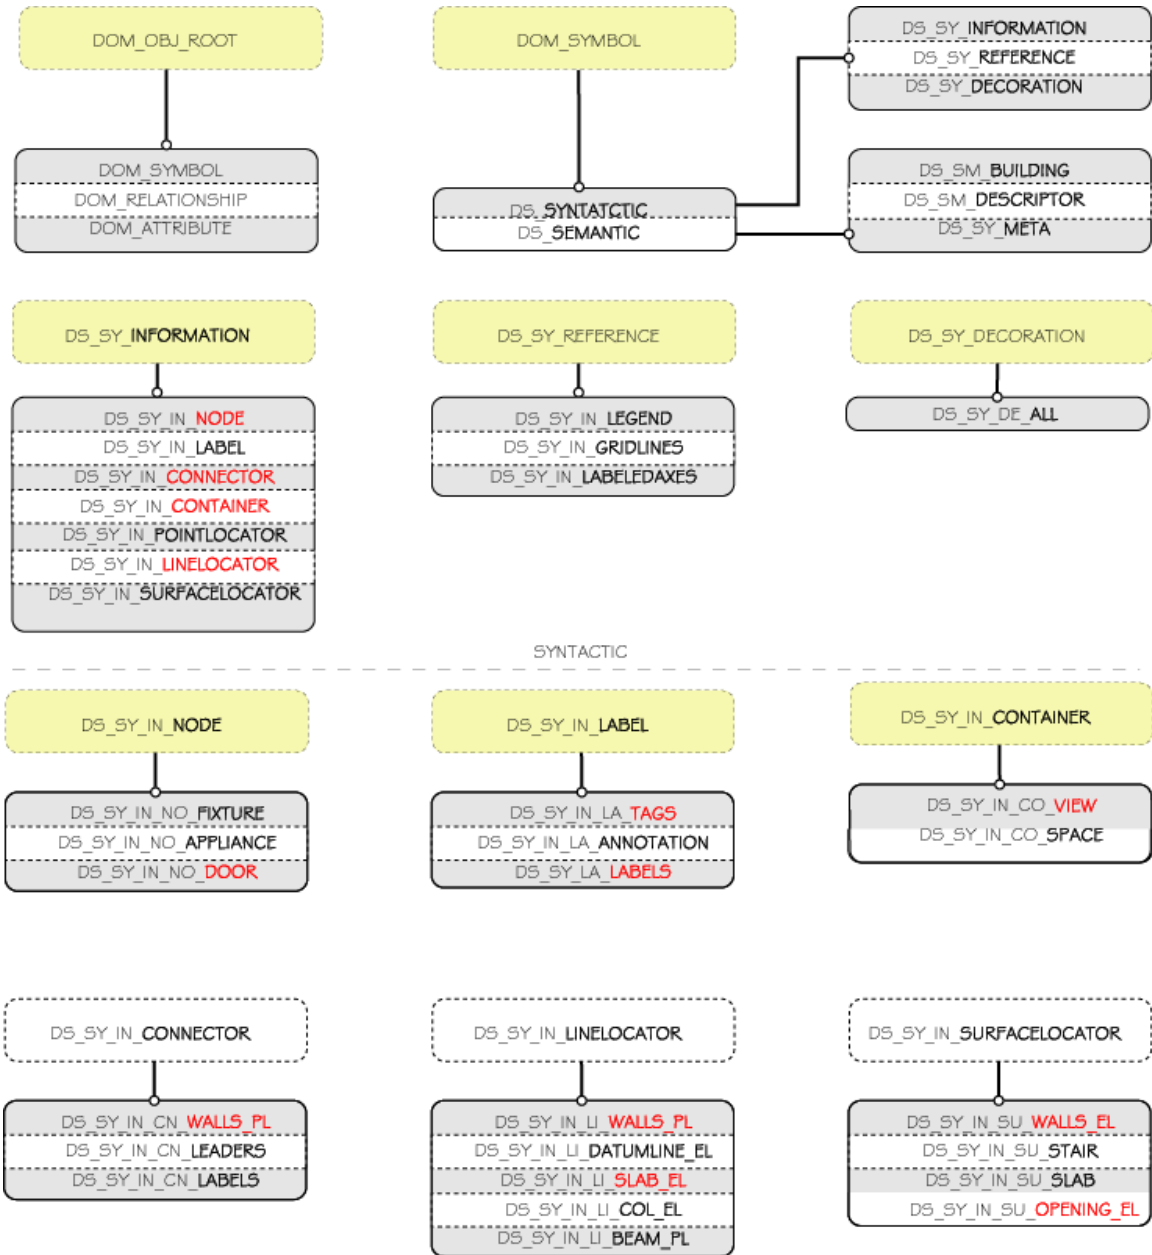 DOM_OBJ_ROOT
DOM_SYMBOL
DOM_RELATIONSHIP
DOM_ATTRIBUTE
DOM_SYMBOL
DS_SYNTATCTIC
DS_SEMANTIC
DS_SY_INFORMATION
DS_SY_REFERENCE
DS_SY_DECORATION
DS_SM_BUILDING
DS_SM_DESCRIPTOR
DS_SY_META
DS_SY_INFORMATION
DS_SY_IN_NODE
DS_SY_IN_LABEL
DS_SY_IN_CONNECTOR
DS_SY_IN_CONTAINER
DS_SY_IN_POINTLOCATOR
DS_SY_IN_LINELOCATOR
DS_SY_IN_SURFACELOCATOR
DS_SY_REFERENCE
DS_SY_IN_LEGEND
DS_SY_IN_GRIDLINES
DS_SY_IN_LABELEDAXES
DS_SY_DECORATION
DS_SY_DE_ALL
SYNTACTIC
DS_SY_IN_NODE
DS_SY_IN_NO_FIXTURE
DS_SY_IN_NO_APPLIANCE
DS_SY_IN_NO_DOOR
DS_SY_IN_LABEL
DS_SY_IN_LA_TAGS
DS_SY_IN_LA_ANNOTATION
DS_SY_LA_LABELS
DS_SY_IN_CONTAINER
DS_SY_IN_CO_VIEW
DS_SY_IN_CO_SPACE
DS_SY_IN_CONNECTOR
DS_SY_IN_CN_WALLS_PL
DS_SY_IN_CN_LEADERS
DS_SY_IN_CN_LABELS
DS_SY_IN_LINELOCATOR
DS_SY_IN_LI_WALLS_PL
DS_SY_IN_LI_DATUMLINE_EL
DS_SY_IN_LI_SLAB_EL
DS_SY_IN_LI_COL_EL
DS_SY_IN_LI_BEAM_PL
DS_SY_IN_SURFACELOCATOR
DS_SY_IN_SU_WALLS_EL
DS_SY_IN_SU_STAIR
DS_SY_IN_SU_SLAB
DS_SY_IN_SU_OPENING_EL